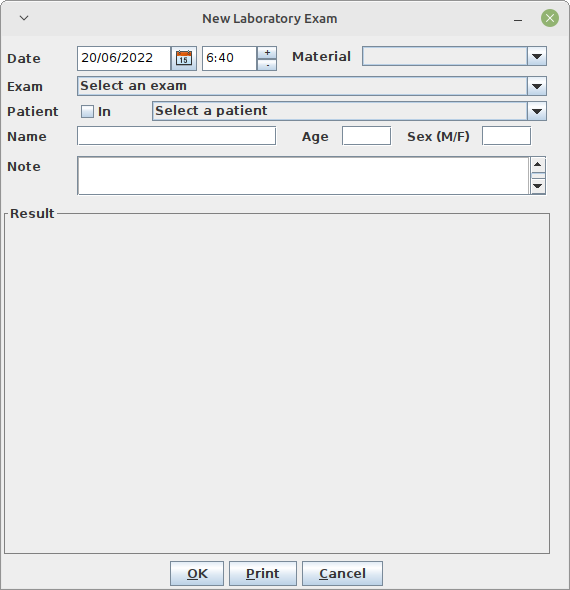 New Laboratory Exam
Date 20/06/2022 15 6:40 + - Material
Exam Select an exam
Patient In Select a patient
Name Age Sex (M/F)
Note
Result
OK Print Cancel